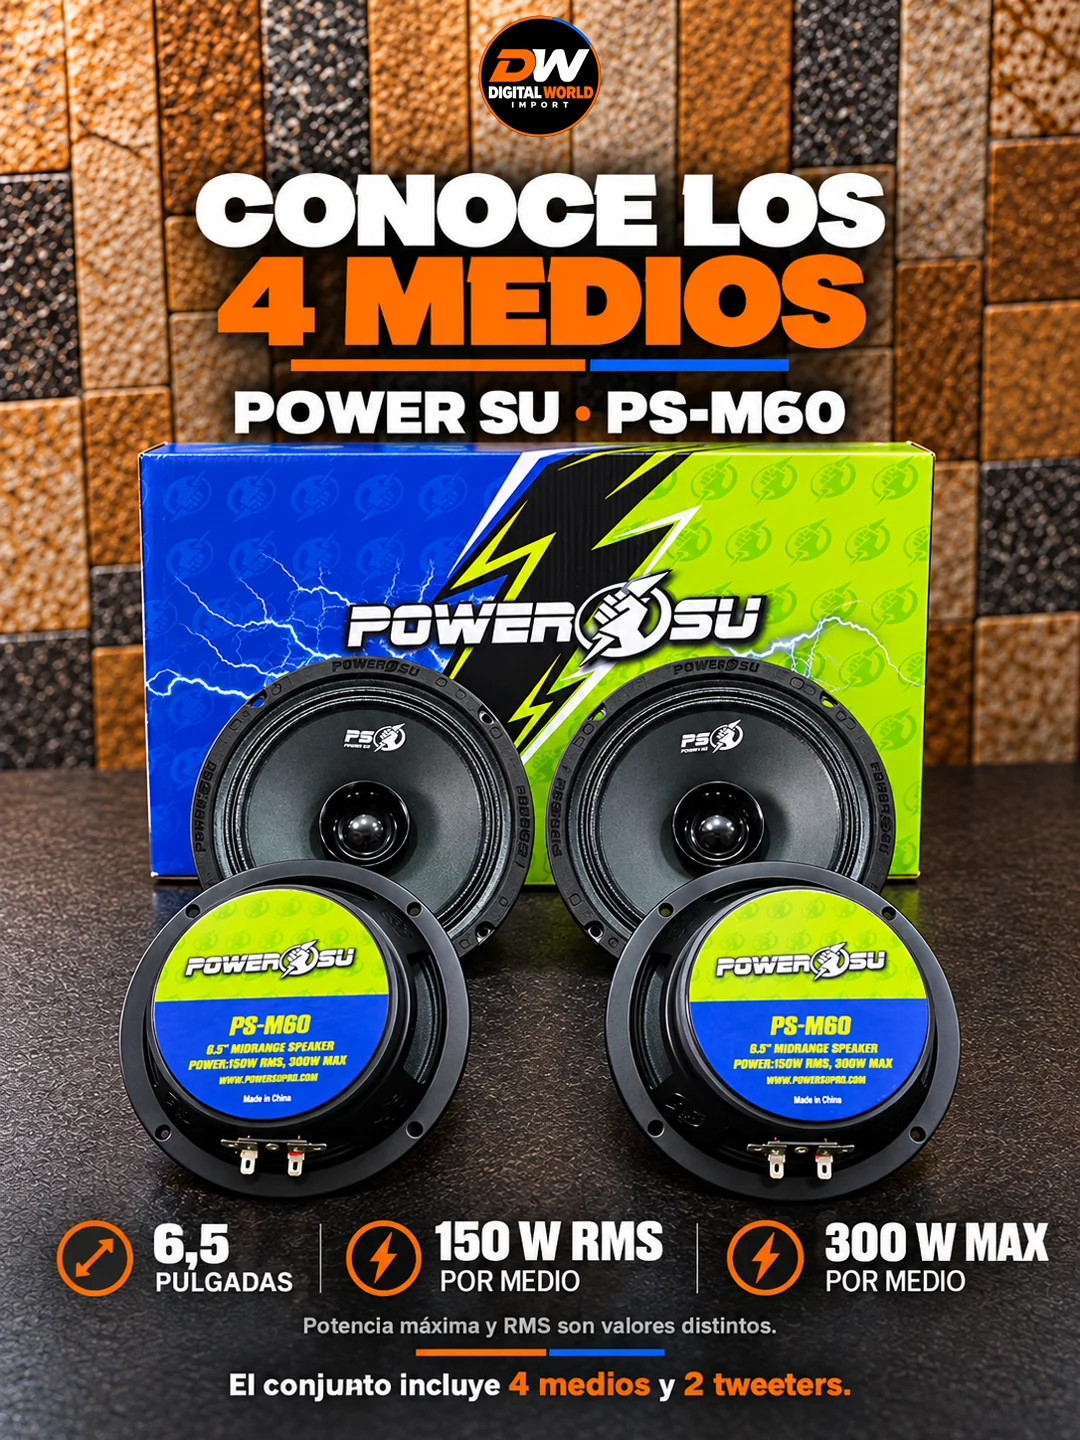 DW
DIGITAL WORLD
IMPORT
CONOCE LOS
4 MEDIOS
POWER SU • PS-M60
POWER SU
POWER SU
POWER SU
PS
POWER SU
PS
POWER SU
POWER SU
PS-M60
6.5" MIDRANGE SPEAKER
POWER:150W RMS, 300W MAX
WWW.POWERSUPRO.COM
Made in China
POWER SU
PS-M60
6.5" MIDRANGE SPEAKER
POWER:150W RMS, 300W MAX
WWW.POWERSUPRO.COM
Made in China
6,5
PULGADAS
150 W RMS
POR MEDIO
300 W MAX
POR MEDIO
Potencia máxima y RMS son valores distintos.
El conjunto incluye 4 medios y 2 tweeters.